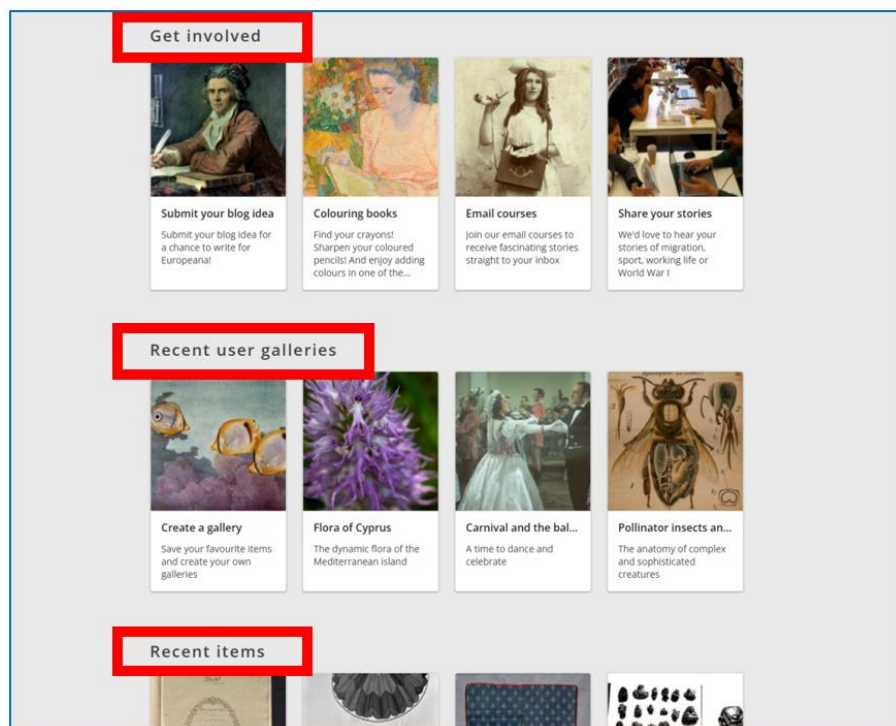 Get involved
Submit your blog idea
Submit your blog idea for
a chance to write for
Europeana!
Colouring books
Find your crayons!
Sharpen your coloured
pencils! And enjoy adding
colours in one of the...
Email courses
Join our email courses to
receive fascinating stories
straight to your inbox
Share your stories
We'd love to hear your
stories of migration,
sport, working life or
World War I
Recent user galleries
Create a gallery
Save your favourite items
and create your own
galleries
Flora of Cyprus
The dynamic flora of the
Mediterranean island
Carnival and the bal...
A time to dance and
celebrate
Pollinator insects an...
The anatomy of complex
and sophisticated
creatures
Recent items